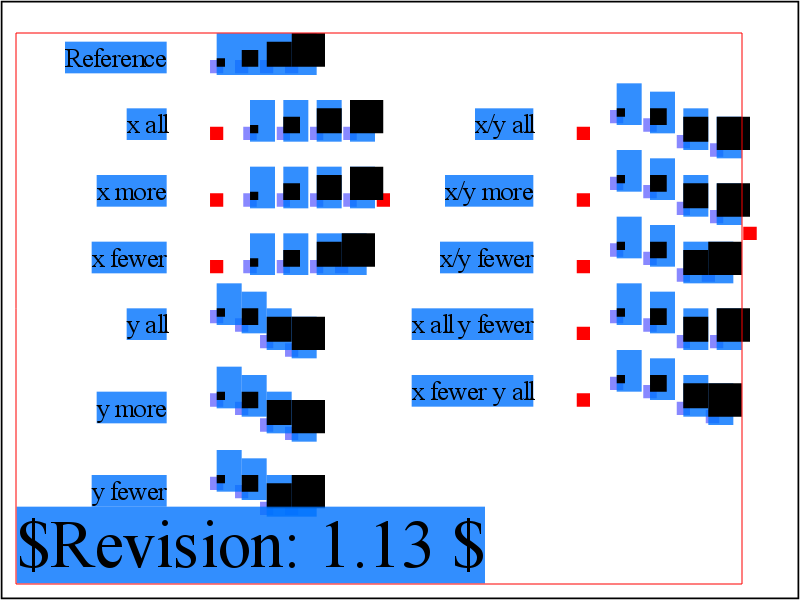 Reference
x all
x more
x fewer
y all
y more
y fewer
x/y all
x/y more
x/y fewer
x all y fewer
x fewer y all
$Revision: 1.13 $